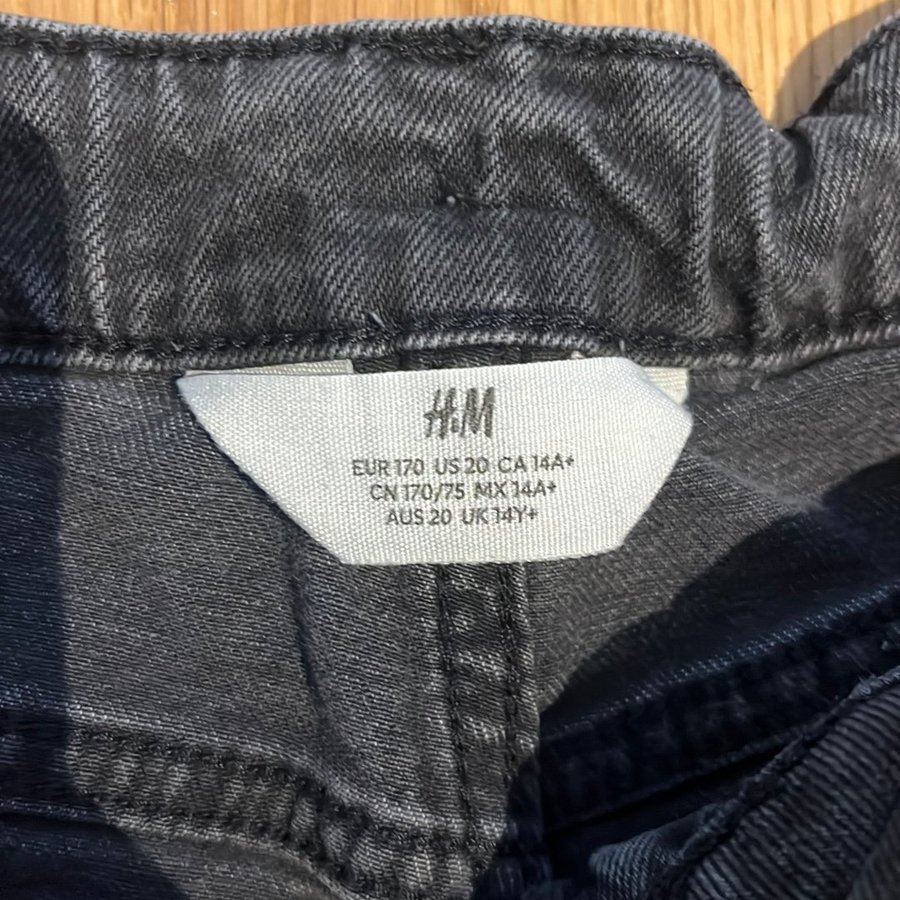 H&M
EUR 170 US 20 CA 14A+
CN 170/75 MX 14A+
AUS 20 UK 14Y+